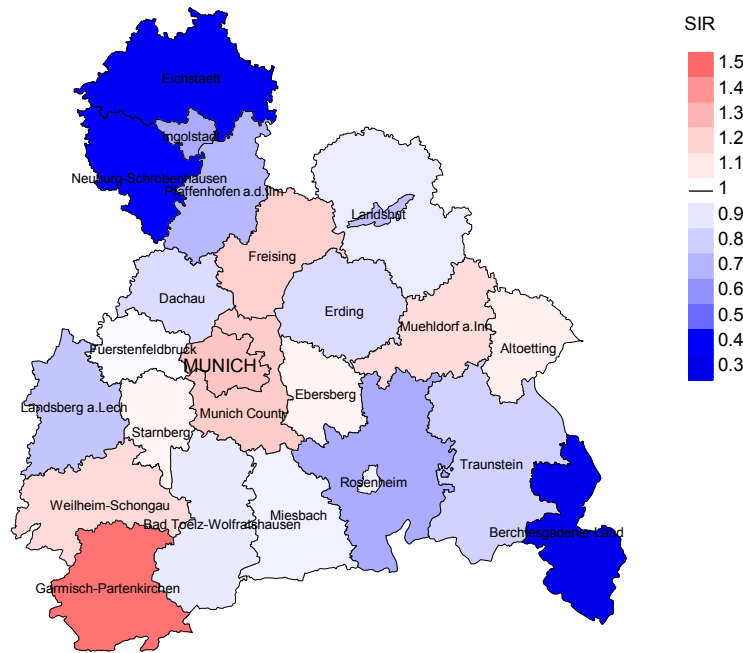 SIR
1.5
1.4
1.3
1.2
1.1
1
0.9
0.8
0.7
0.6
0.5
0.4
0.3
Eichstaett
Ingolstadt
Neuburg-Schrobenhausen
Pfaffenhofen a.d.Ilm
Landshut
Freising
Dachau
Erding
Muehldorf a.Inn
Altoetting
Fuerstenfeldbruck
MUNICH
Ebersberg
Landsberg a.Lech
Munich County
Starnberg
Traunstein
Rosenheim
Weilheim-Schongau
Miesbach
Bad Toelz-Wolfratshausen
Berchtesgadener Land
Garmisch-Partenkirchen